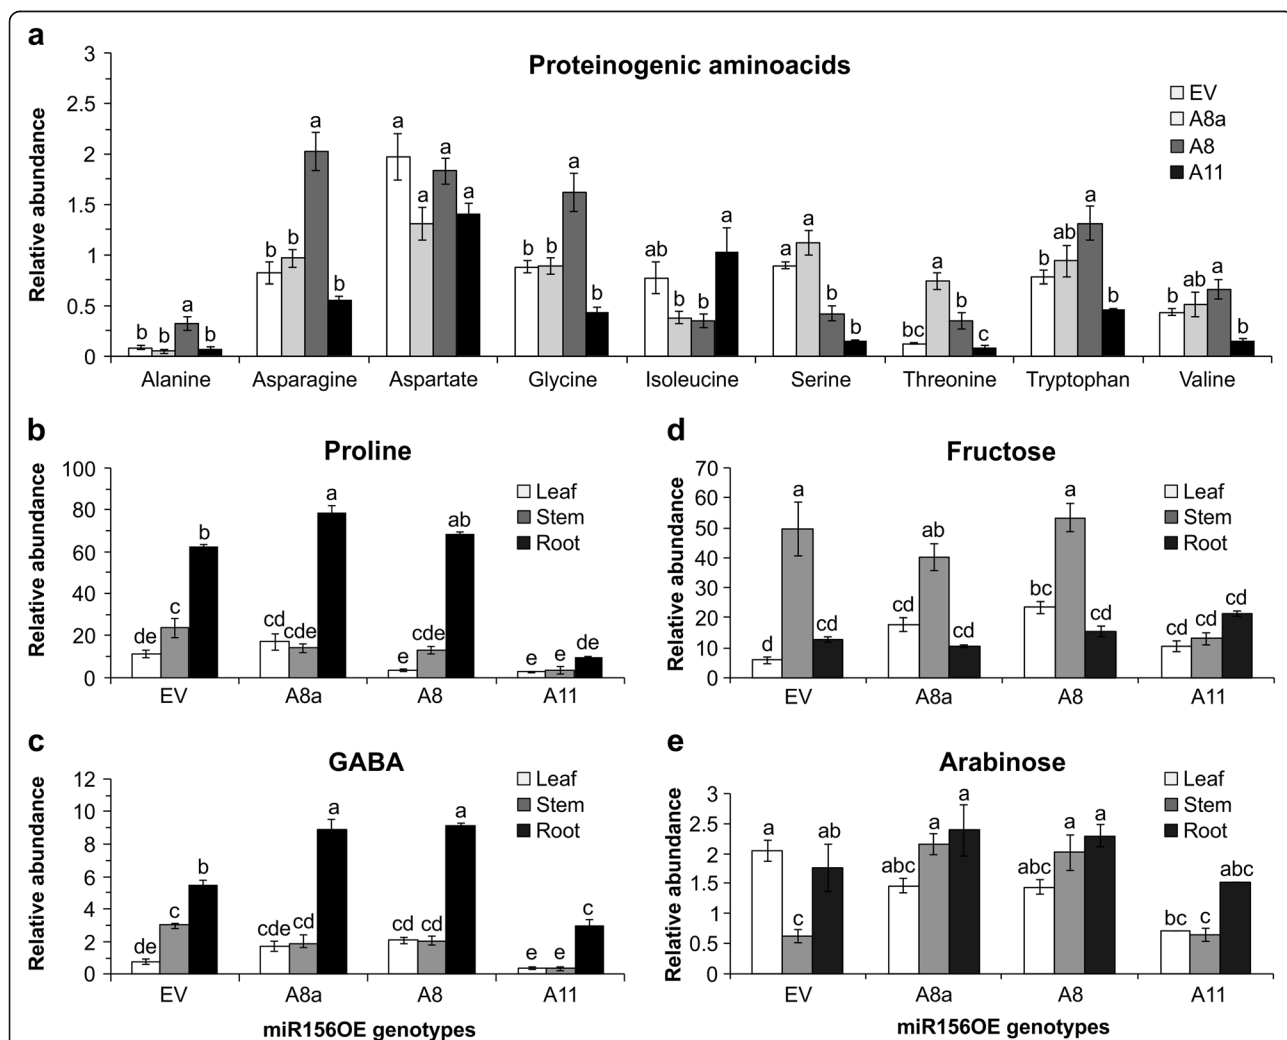 a
Proteinogenic aminoacids
Relative abundance
3
2.5
2
1.5
1
0.5
0
EV
A8a
A8
A11
b b a b
b b a b
a a a a
b b a b
ab b b a
a a b b
bc a b c
b ab a b
b ab a b
Alanine Asparagine Aspartate Glycine Isoleucine Serine Threonine Tryptophan Valine
b
Proline
Relative abundance
100
80
60
40
20
0
Leaf
Stem
Root
de c b
cd cde a
e cde ab
e e de
EV A8a A8 A11
d
Fructose
Relative abundance
70
60
50
40
30
20
10
0
Leaf
Stem
Root
d a cd
cd ab cd
bc a cd
cd cd cd
EV A8a A8 A11
c
GABA
Relative abundance
12
10
8
6
4
2
0
Leaf
Stem
Root
de c b
cde cd a
cd cd a
e e c
EV A8a A8 A11
miR156OE genotypes
e
Arabinose
Relative abundance
3
2.5
2
1.5
1
0.5
0
Leaf
Stem
Root
a c ab
abc a a
abc a a
bc c abc
EV A8a A8 A11
miR156OE genotypes